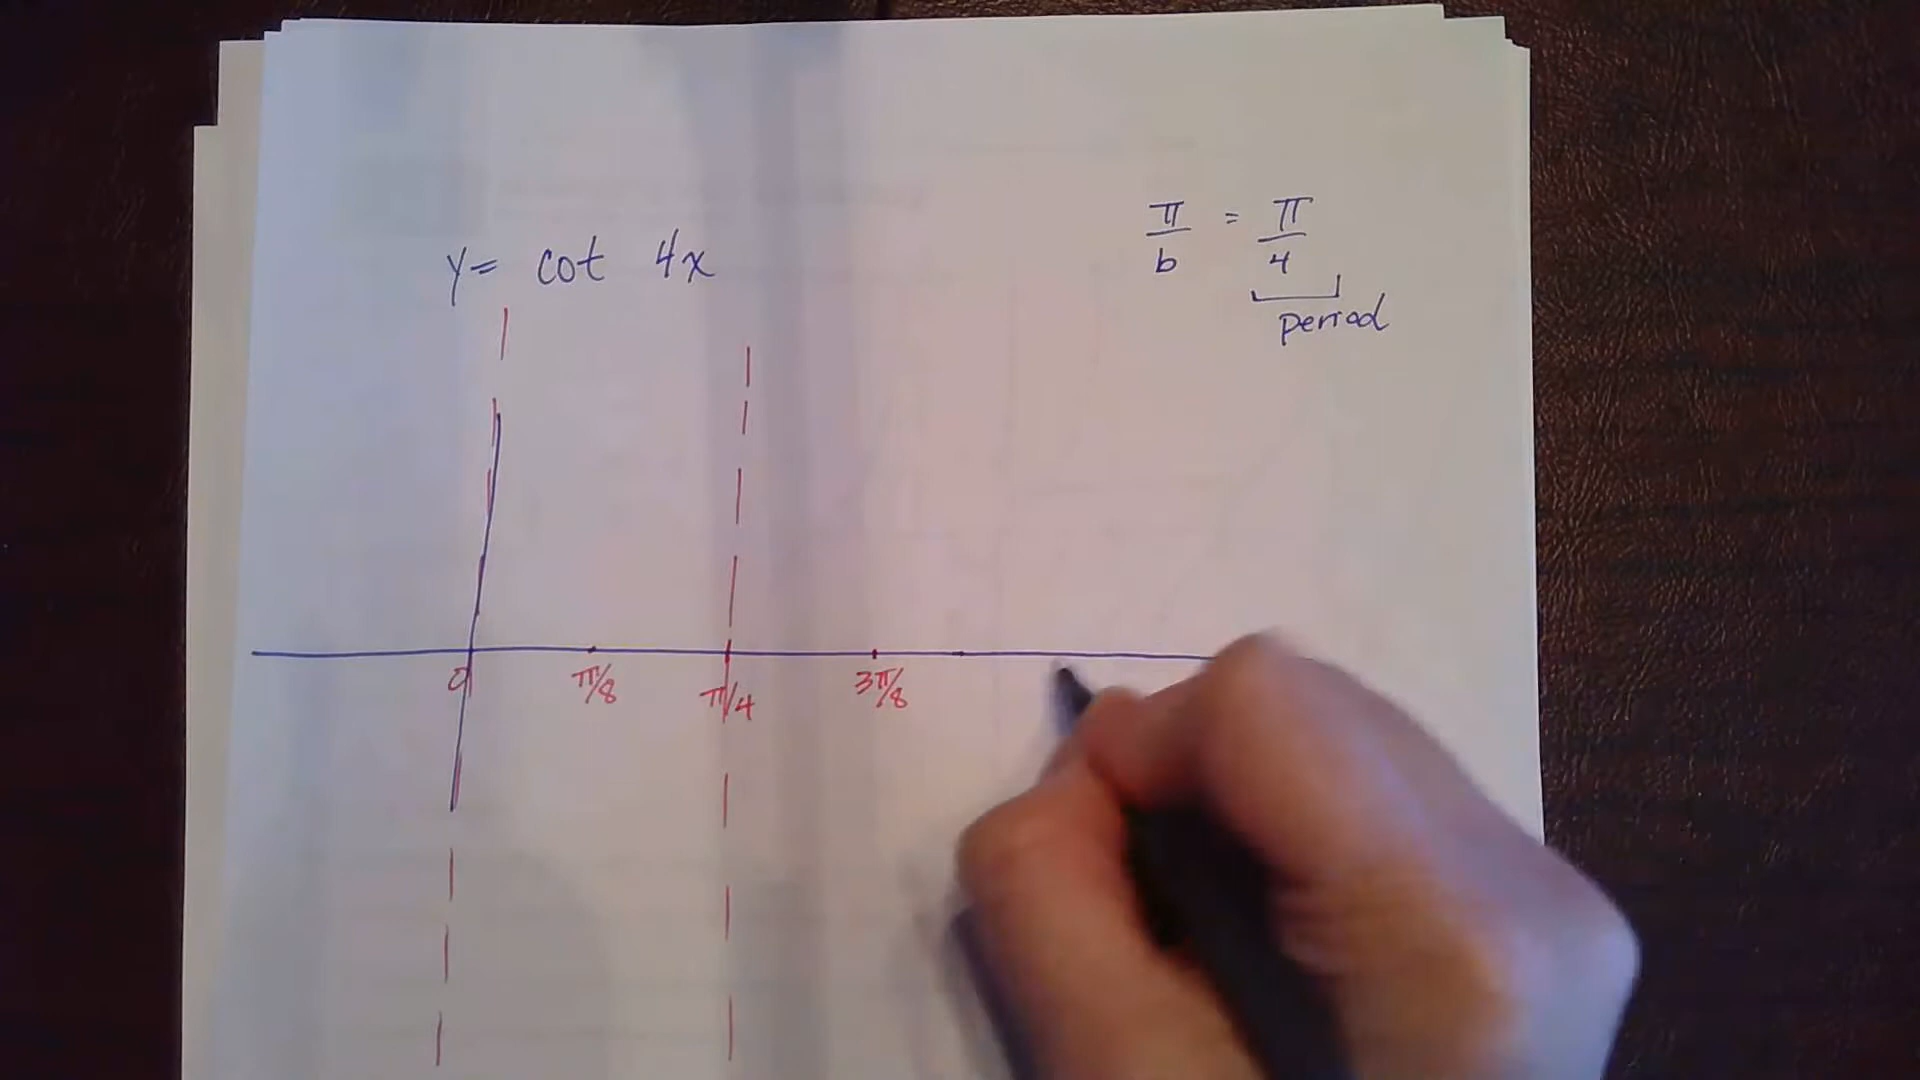 y = cot 4x
π/b = π/4
period
0 π/8 π/4 3π/8